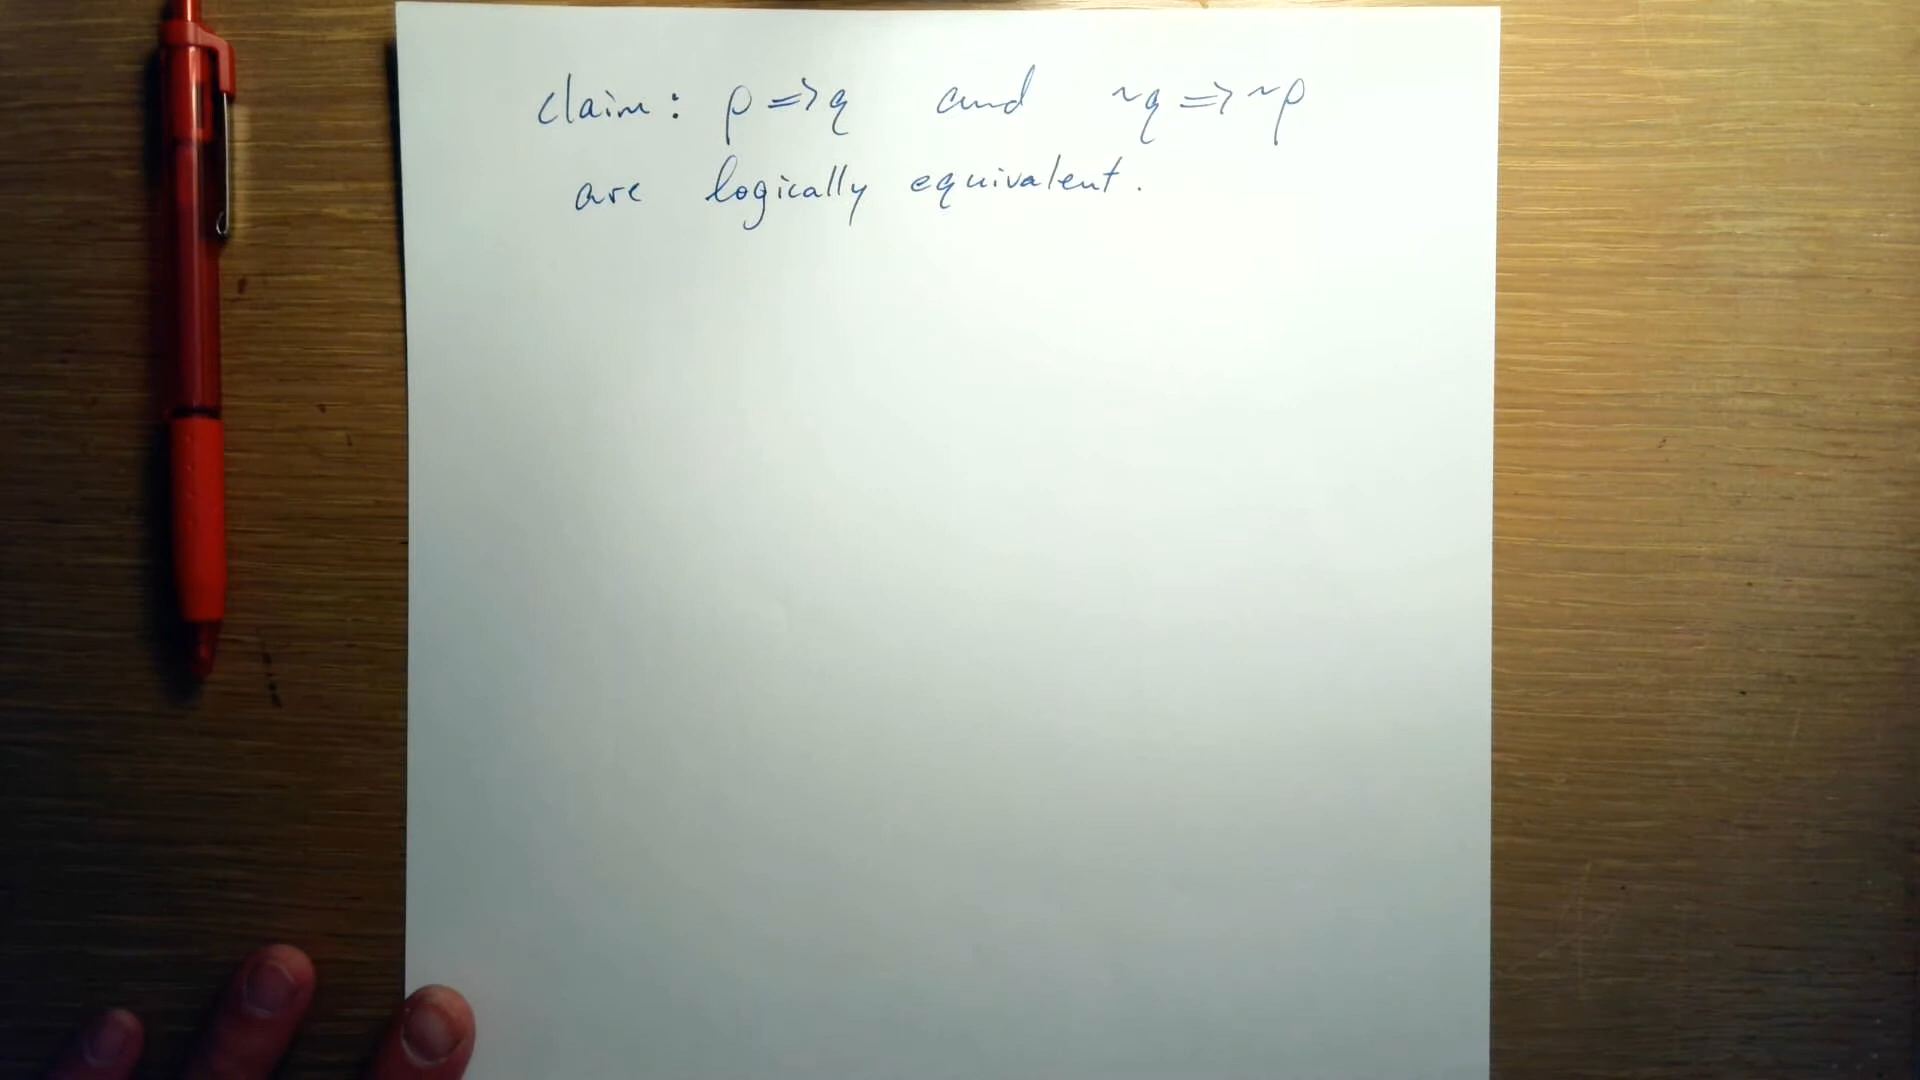 claim: p => q and ~q => ~p
are logically equivalent.